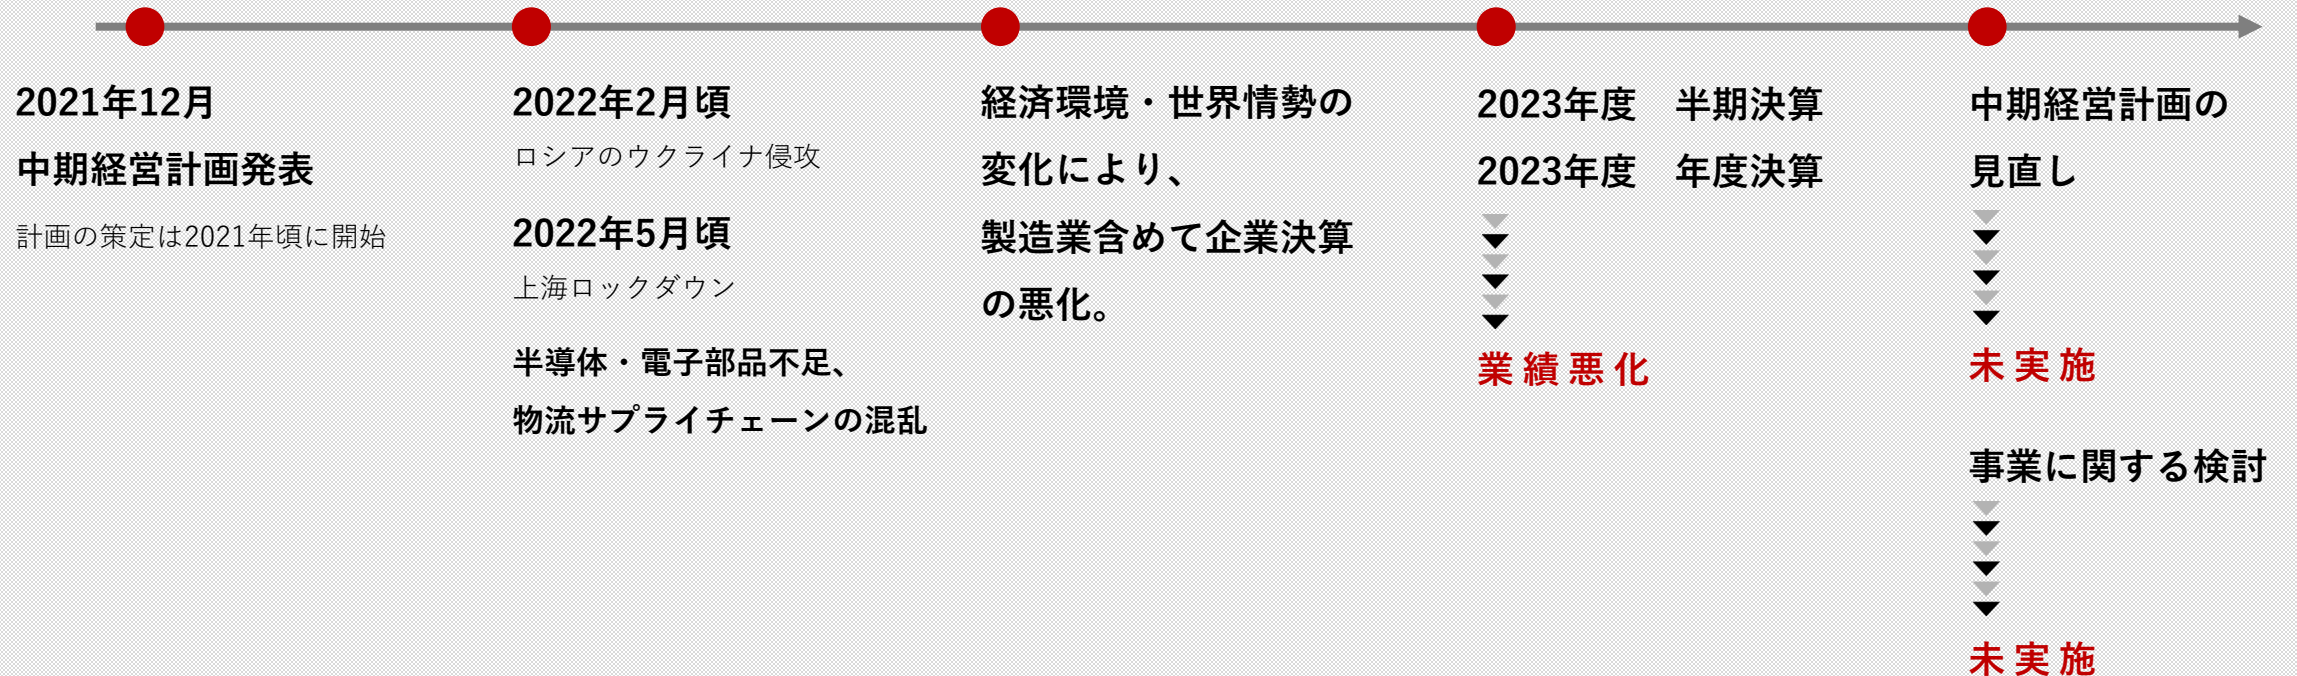 2021年12月
中期経営計画発表
計画の策定は2021年頃に開始
2022年2月頃
ロシアのウクライナ侵攻
2022年5月頃
上海ロックダウン
半導体・電子部品不足、
物流サプライチェーンの混乱
経済環境・世界情勢の
変化により、
製造業含めて企業決算
の悪化。
2023年度　半期決算
2023年度　年度決算
業績悪化
中期経営計画の
見直し
未実施
事業に関する検討
未実施